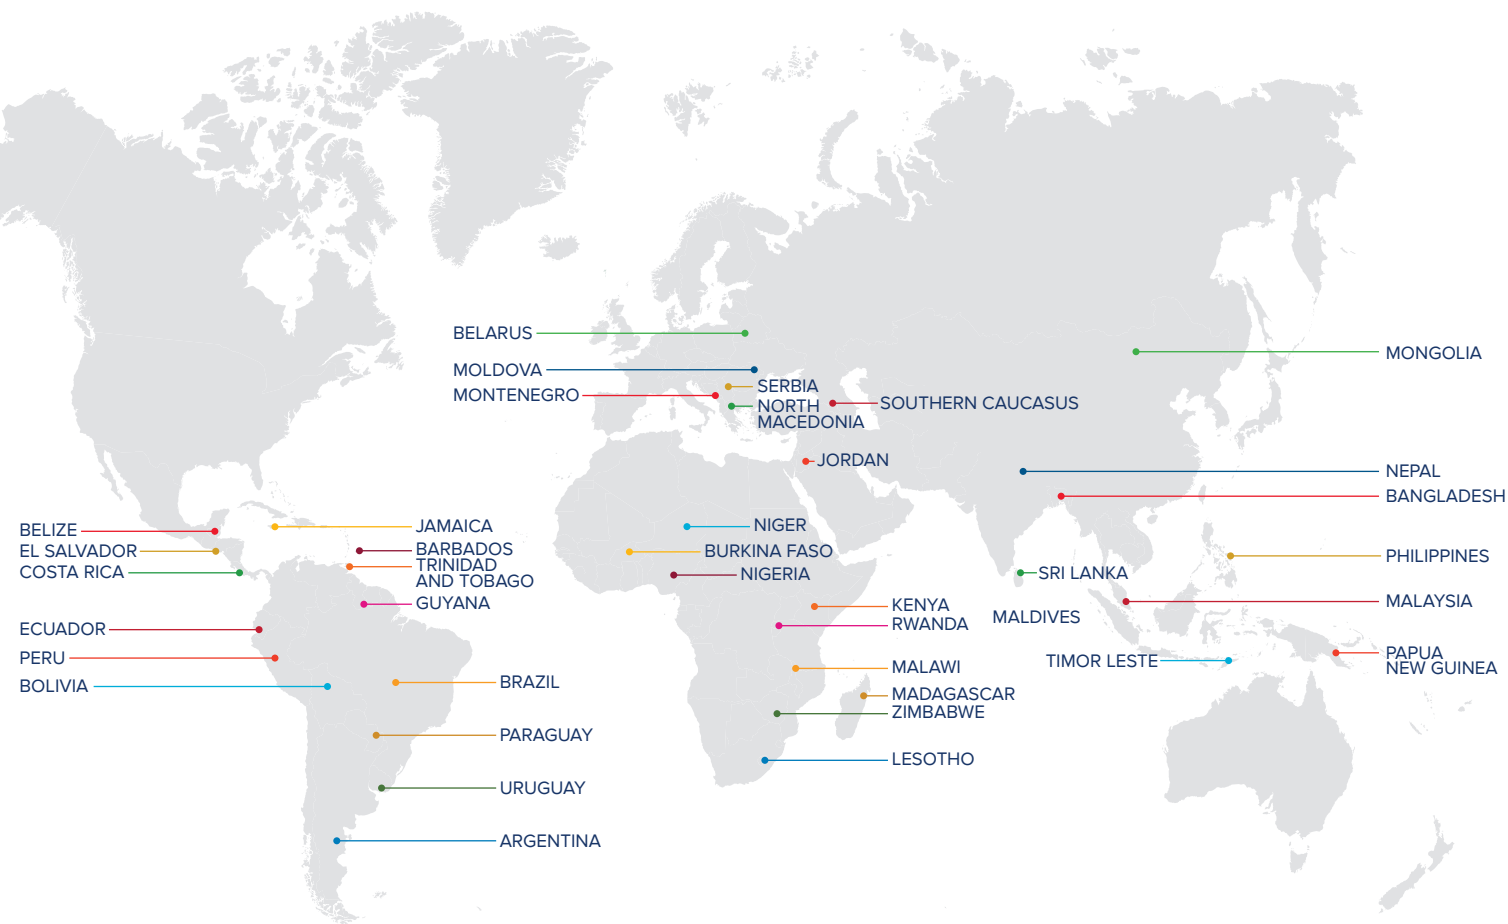 BELARUS
MOLDOVA
MONTENEGRO
SERBIA
NORTH
MACEDONIA
SOUTHERN CAUCASUS
JORDAN
MONGOLIA
NEPAL
BANGLADESH
BELIZE
EL SALVADOR
COSTA RICA
JAMAICA
BARBADOS
TRINIDAD
AND TOBAGO
GUYANA
ECUADOR
PERU
BOLIVIA
BRAZIL
PARAGUAY
URUGUAY
ARGENTINA
NIGER
BURKINA FASO
NIGERIA
KENYA
RWANDA
MALAWI
MADAGASCAR
ZIMBABWE
LESOTHO
SRI LANKA
MALDIVES
TIMOR LESTE
PHILIPPINES
MALAYSIA
PAPUA
NEW GUINEA